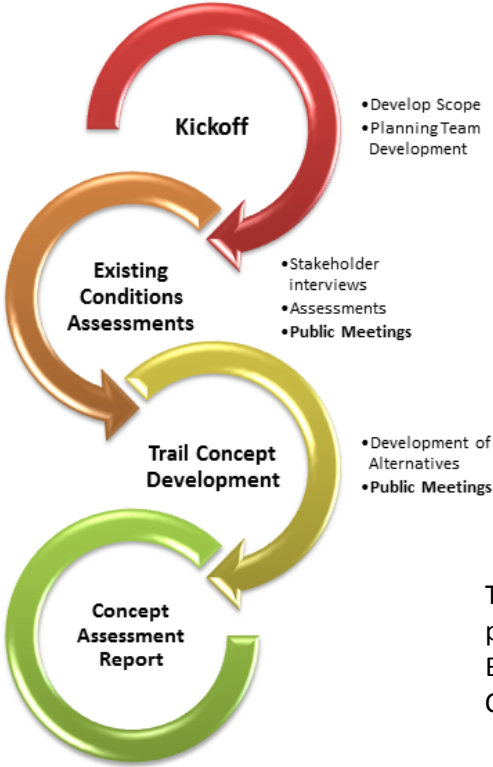 Kickoff
•Develop Scope
•Planning Team
Development
Existing
Conditions
Assessments
•Stakeholder
interviews
•Assessments
•Public Meetings
Trail Concept
Development
•Development of
Alternatives
•Public Meetings
Concept
Assessment
Report